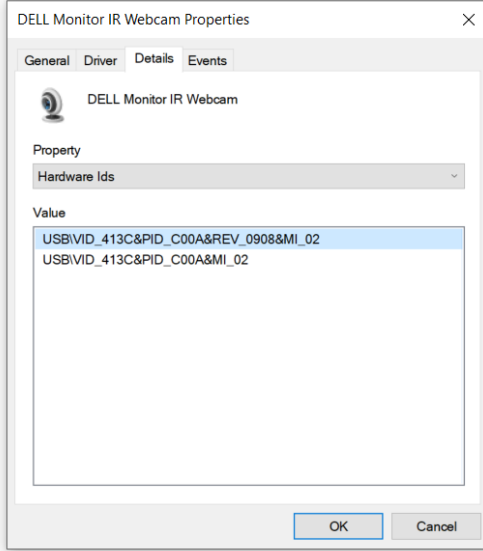 DELL Monitor IR Webcam Properties
General Driver Details Events
DELL Monitor IR Webcam
Property
Hardware Ids
Value
USB\VID_413C&PID_C00A&REV_0908&MI_02
USB\VID_413C&PID_C00A&MI_02
OK Cancel